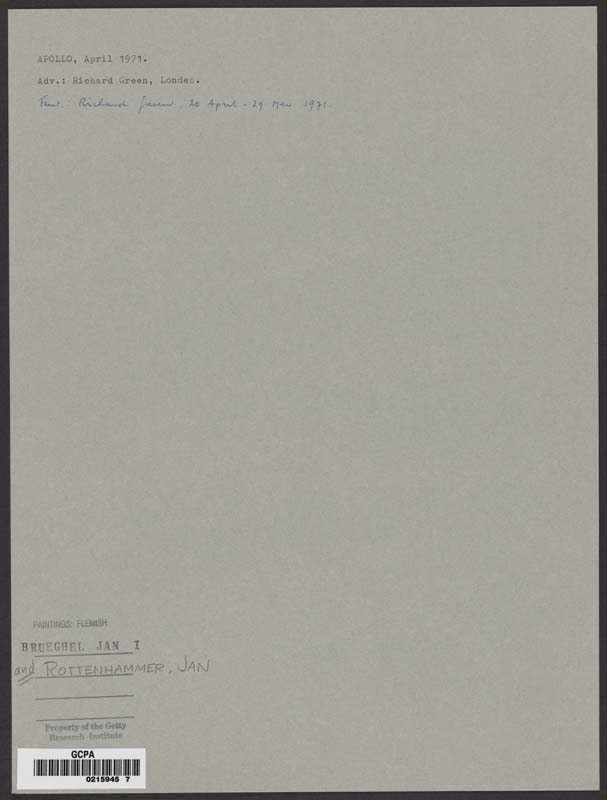 APOLLO, April 1971.
Adv.: Richard Green, Londen.
Tent.: Richard Green, 20 April - 29 Mei 1971.
PAINTINGS: FLEMISH
BRUEGHEL JAN I
and ROTTENHAMMER, JAN
Property of the Getty
Research Institute
GCPA
0215945 7